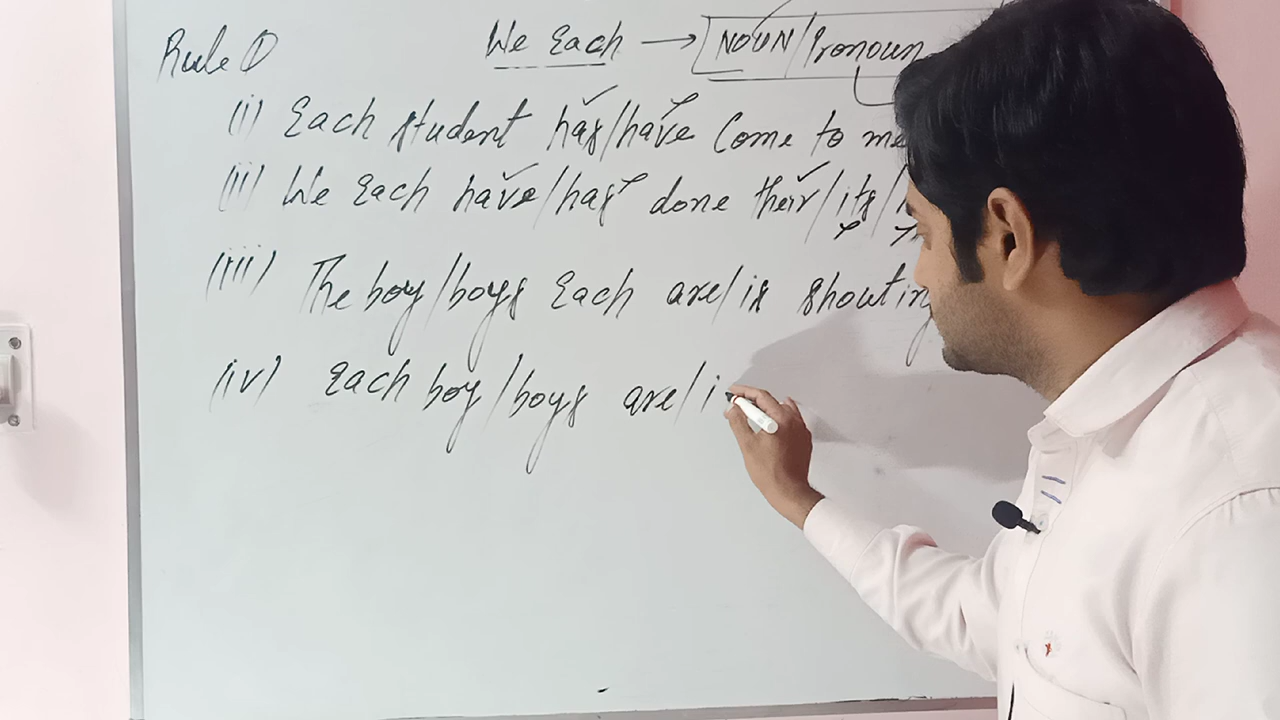 Rule ①
We Each → NOUN/Pronoun
(i) Each student has/have Come to me
(ii) We Each have/has done their/its/
(iii) The boy/boys Each are/is shouting
(iv) Each boy/boys are/i